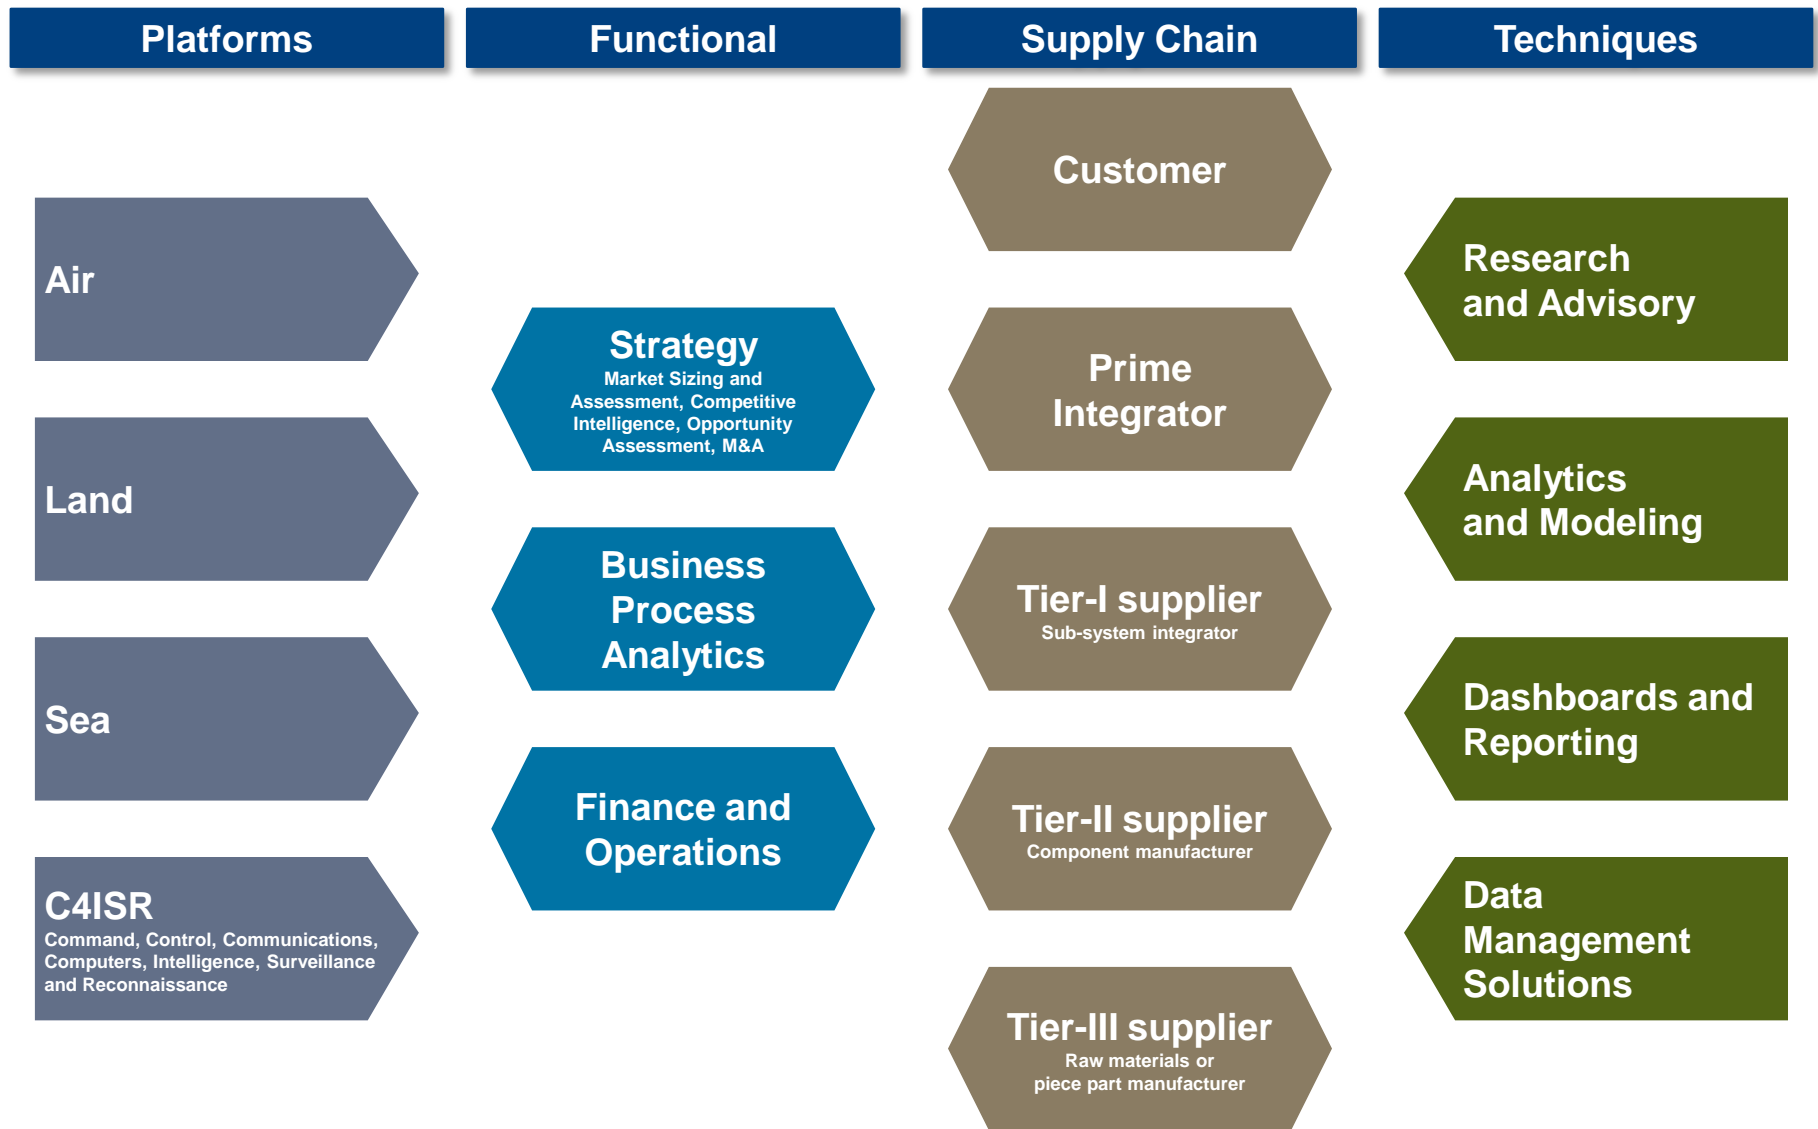 Platforms
Functional
Supply Chain
Techniques
Air
Land
Sea
C4ISR
Command, Control, Communications,
Computers, Intelligence, Surveillance
and Reconnaissance
Strategy
Market Sizing and
Assessment, Competitive
Intelligence, Opportunity
Assessment, M&A
Business
Process
Analytics
Finance and
Operations
Customer
Prime
Integrator
Tier-I supplier
Sub-system integrator
Tier-II supplier
Component manufacturer
Tier-III supplier
Raw materials or
piece part manufacturer
Research
and Advisory
Analytics
and Modeling
Dashboards and
Reporting
Data
Management
Solutions